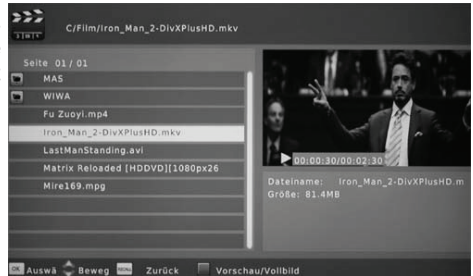 C/Film/Iron_Man_2-DivXPlusHD.mkv
Seite 01/01
MAS
WIWA
Fu Zuoyi.mp4
Iron_Man_2-DivXPlusHD.mkv
LastManStanding.avi
Matrix Reloaded [HDDVD][1080px26
Mire169.mpg
00:00:30/00:02:30
Dateiname: Iron_Man_2-DivXPlusHD.m
Größe: 81.4MB
OK Auswä Beweg MENU Zurück Vorschau/Vollbild